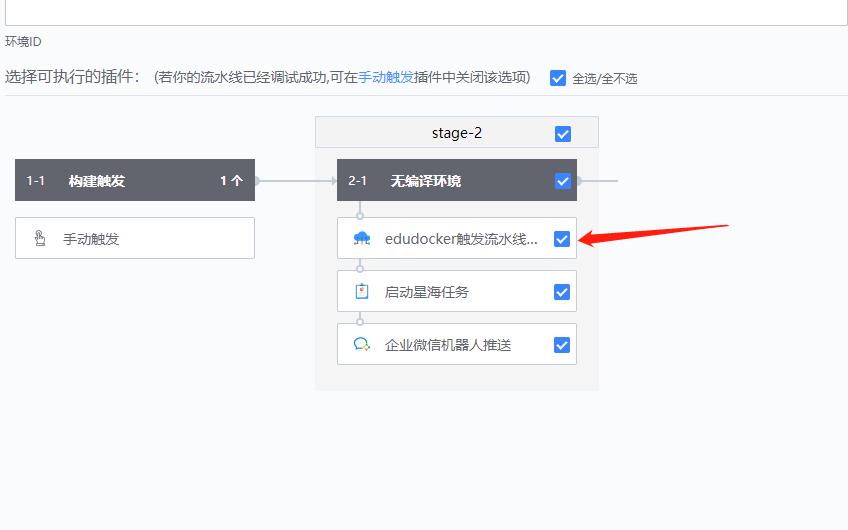 环境ID
选择可执行的插件： (若你的流水线已经调试成功,可在手动触发插件中关闭该选项) 全选/全不选
stage-2
1-1 构建触发 1 个
2-1 无编译环境
手动触发
edudocker触发流水线...
启动星海任务
企业微信机器人推送